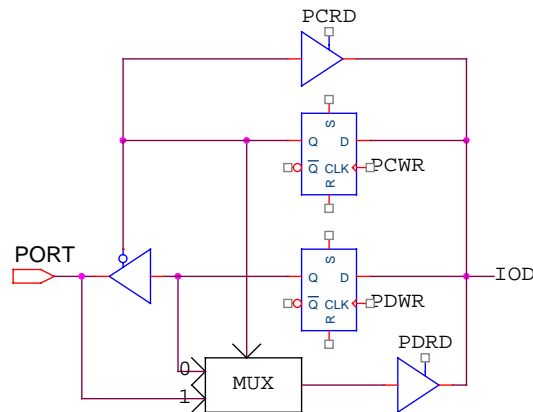 PCRD
S
Q D
Q CLK PCWR
R
PORT
S
Q D
IOD
Q CLK PDWR
R
PDRD
0
MUX
1